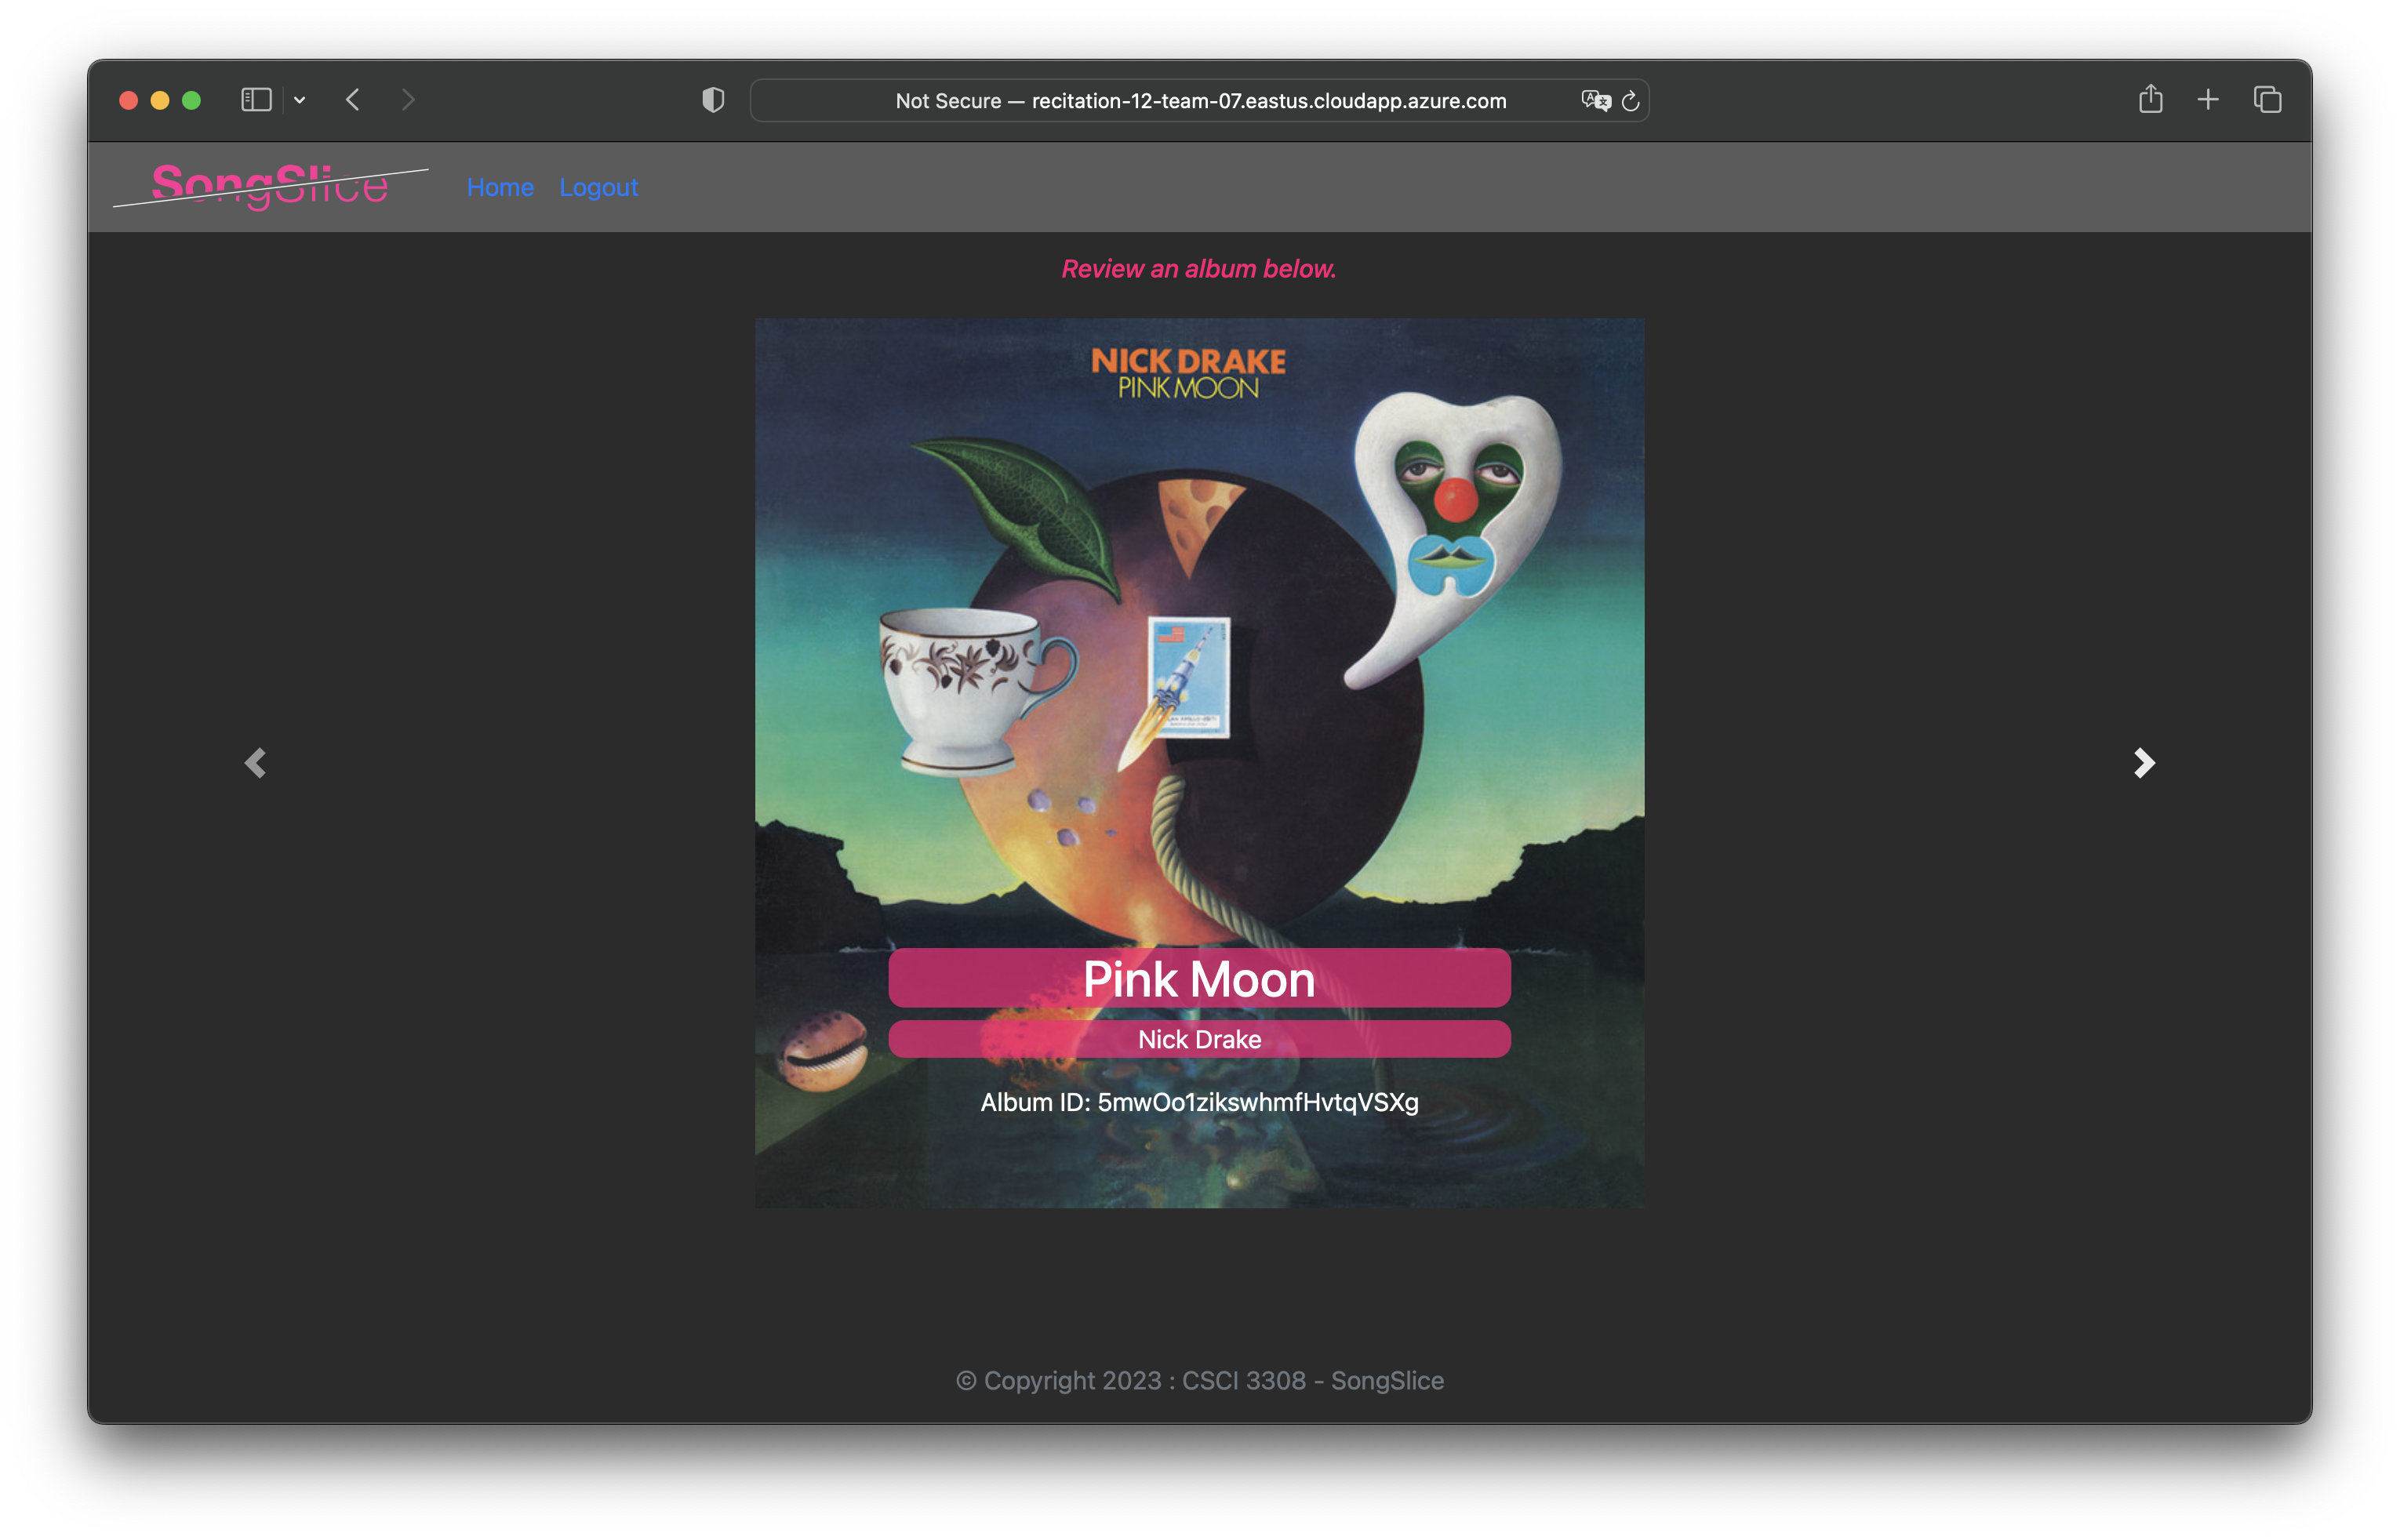 Not Secure — recitation-12-team-07.eastus.cloudapp.azure.com
SongSlice Home Logout
Review an album below.
NICK DRAKE
PINK MOON
Pink Moon
Nick Drake
Album ID: 5mwOo1zikswhmfHvtqVSXg
© Copyright 2023 : CSCI 3308 - SongSlice